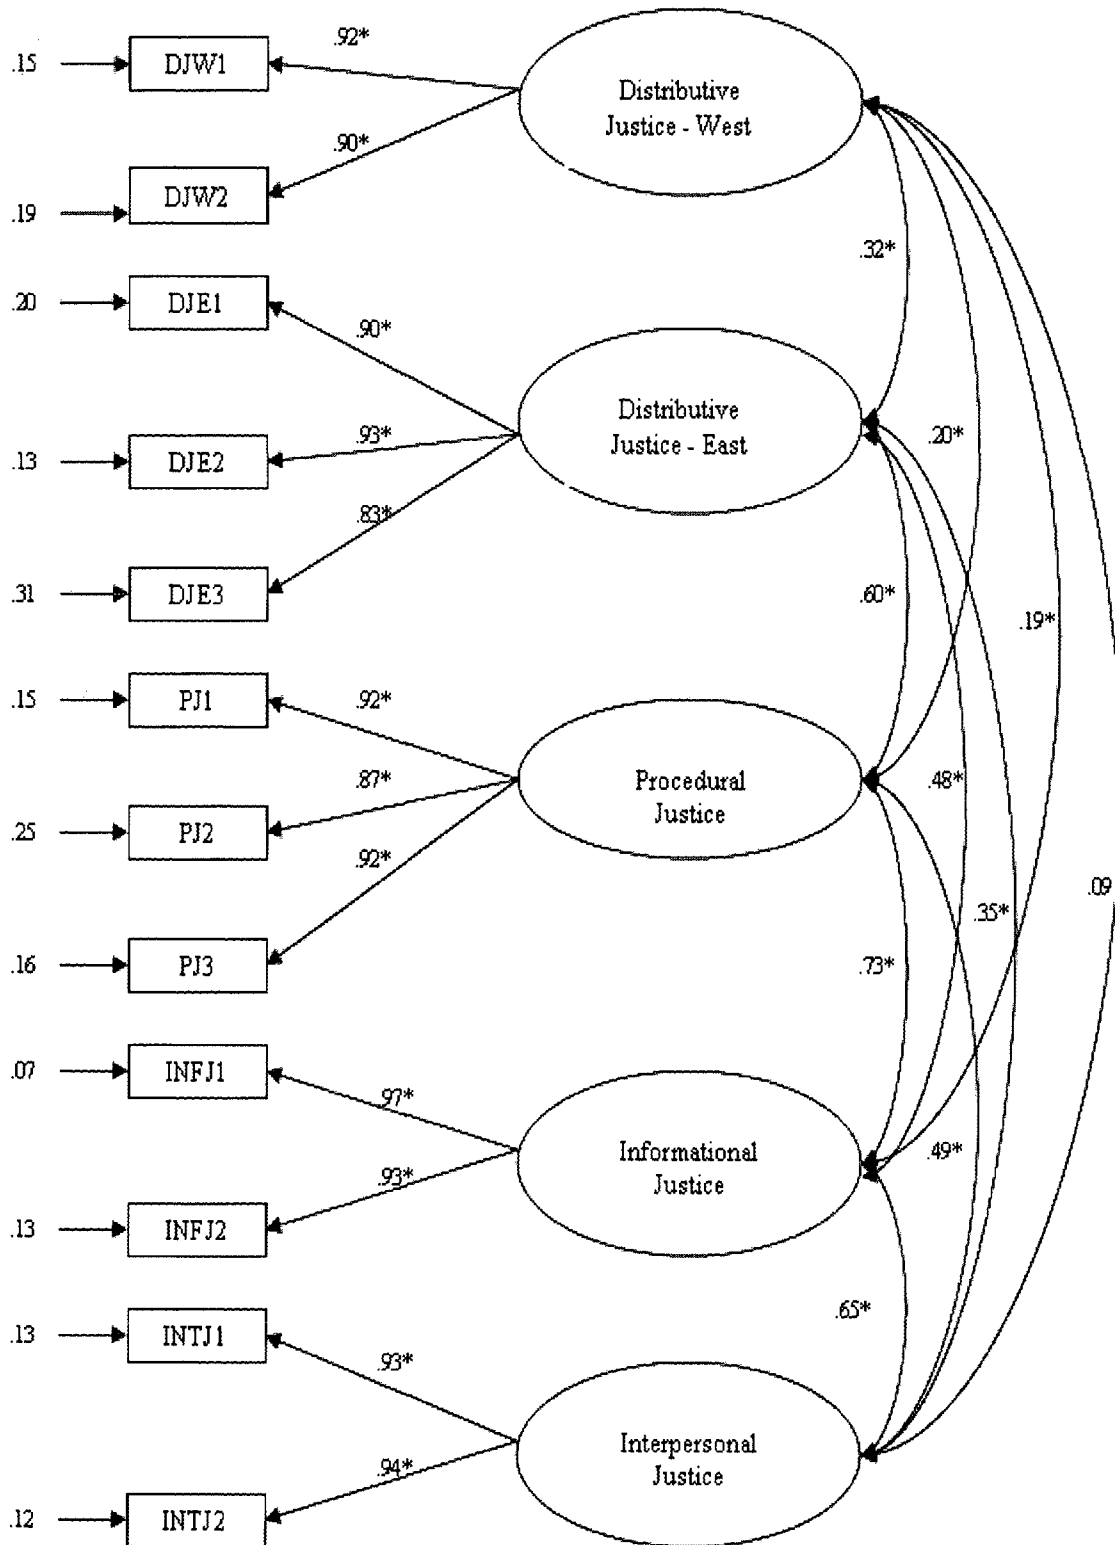 .92*
.15
DJW1
Distributive
Justice - West
.90*
DJW2
.19
.32*
.20
DJE1
.90*
Distributive
Justice - East
.20*
.93*
.13
DJE2
.83*
.31
DJE3
.60*
.19*
.15
PJ1
.92*
Procedural
Justice
.87*
.48*
.25
PJ2
.92*
.09
.35*
.16
PJ3
.73*
.07
INFJ1
.97*
Informational
Justice
.49*
.93*
.13
INFJ2
.65*
.13
INTJ1
.93*
Interpersonal
Justice
.94*
.12
INTJ2